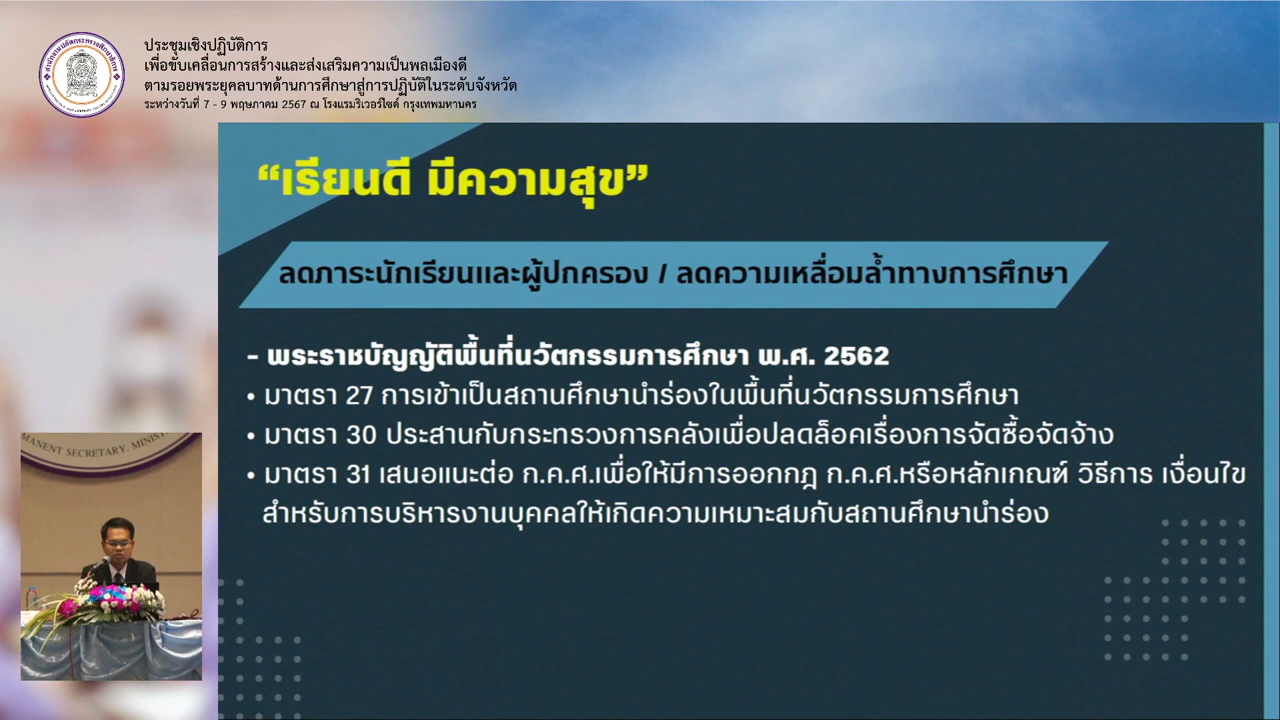 ประชุมเชิงปฏิบัติการ
เพื่อขับเคลื่อนการสร้างและส่งเสริมความเป็นพลเมืองดี
ตามรอยพระยุคลบาทด้านการศึกษาสู่การปฏิบัติในระดับจังหวัด
ระหว่างวันที่ 7 - 9 พฤษภาคม 2567 ณ โรงแรมริเวอร์ไซด์ กรุงเทพมหานคร
“เรียนดี มีความสุข”
ลดภาระนักเรียนและผู้ปกครอง / ลดความเหลื่อมล้ำทางการศึกษา
- พระราชบัญญัติพื้นที่นวัตกรรมการศึกษา พ.ศ. 2562
• มาตรา 27 การเข้าเป็นสถานศึกษานำร่องในพื้นที่นวัตกรรมการศึกษา
• มาตรา 30 ประสานกับกระทรวงการคลังเพื่อปลดล็อคเรื่องการจัดซื้อจัดจ้าง
• มาตรา 31 เสนอแนะต่อ ก.ค.ศ.เพื่อให้มีการออกกฎ ก.ค.ศ.หรือหลักเกณฑ์ วิธีการ เงื่อนไข
สำหรับการบริหารงานบุคคลให้เกิดความเหมาะสมกับสถานศึกษานำร่อง
MANENT SECRETARY, MINIST